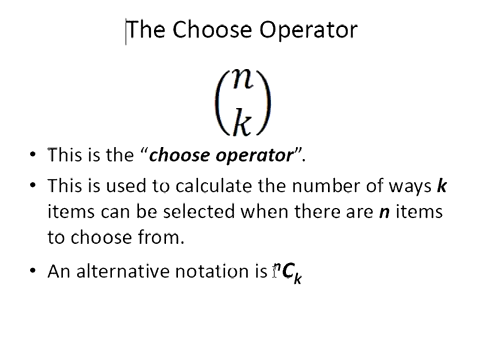 The Choose Operator
(n
k)
• This is the “choose operator”.
• This is used to calculate the number of ways k
items can be selected when there are n items
to choose from.
• An alternative notation is ⁿCₖ